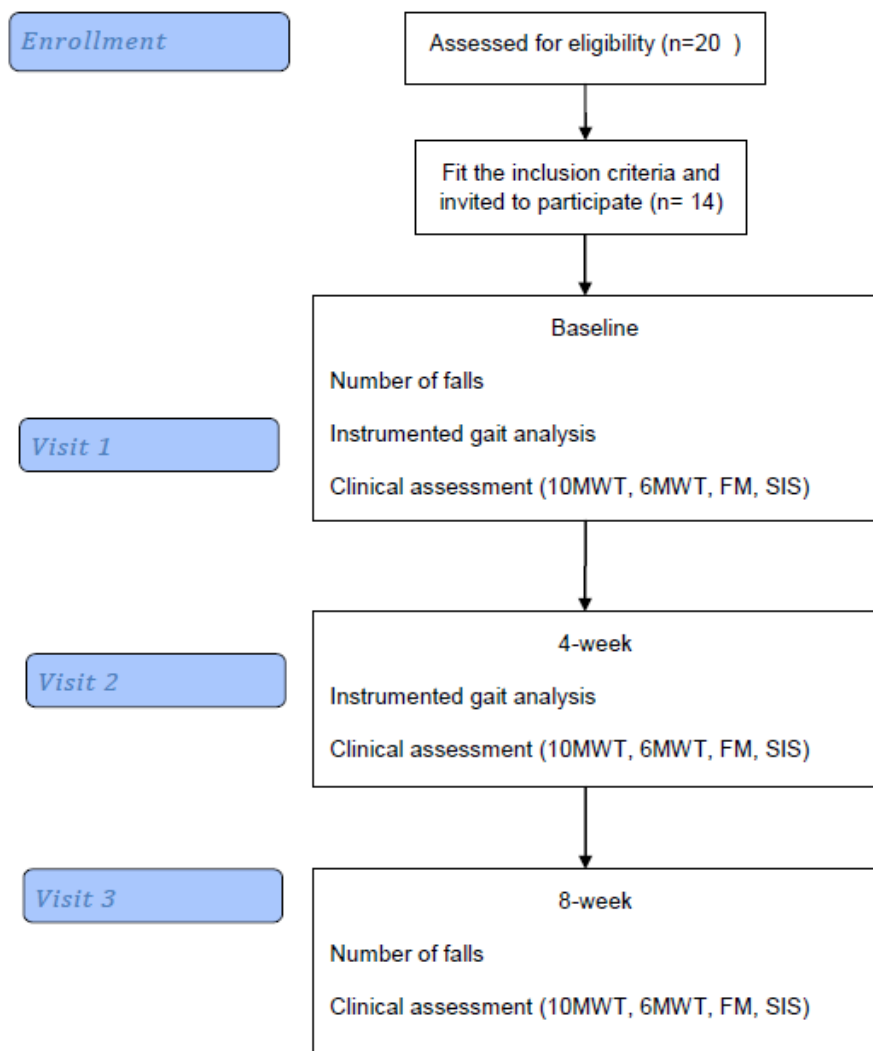 Enrollment
Assessed for eligibility (n=20 )
Fit the inclusion criteria and
invited to participate (n= 14)
Baseline
Number of falls
Instrumented gait analysis
Visit 1
Clinical assessment (10MWT, 6MWT, FM, SIS)
4-week
Visit 2
Instrumented gait analysis
Clinical assessment (10MWT, 6MWT, FM, SIS)
Visit 3
8-week
Number of falls
Clinical assessment (10MWT, 6MWT, FM, SIS)